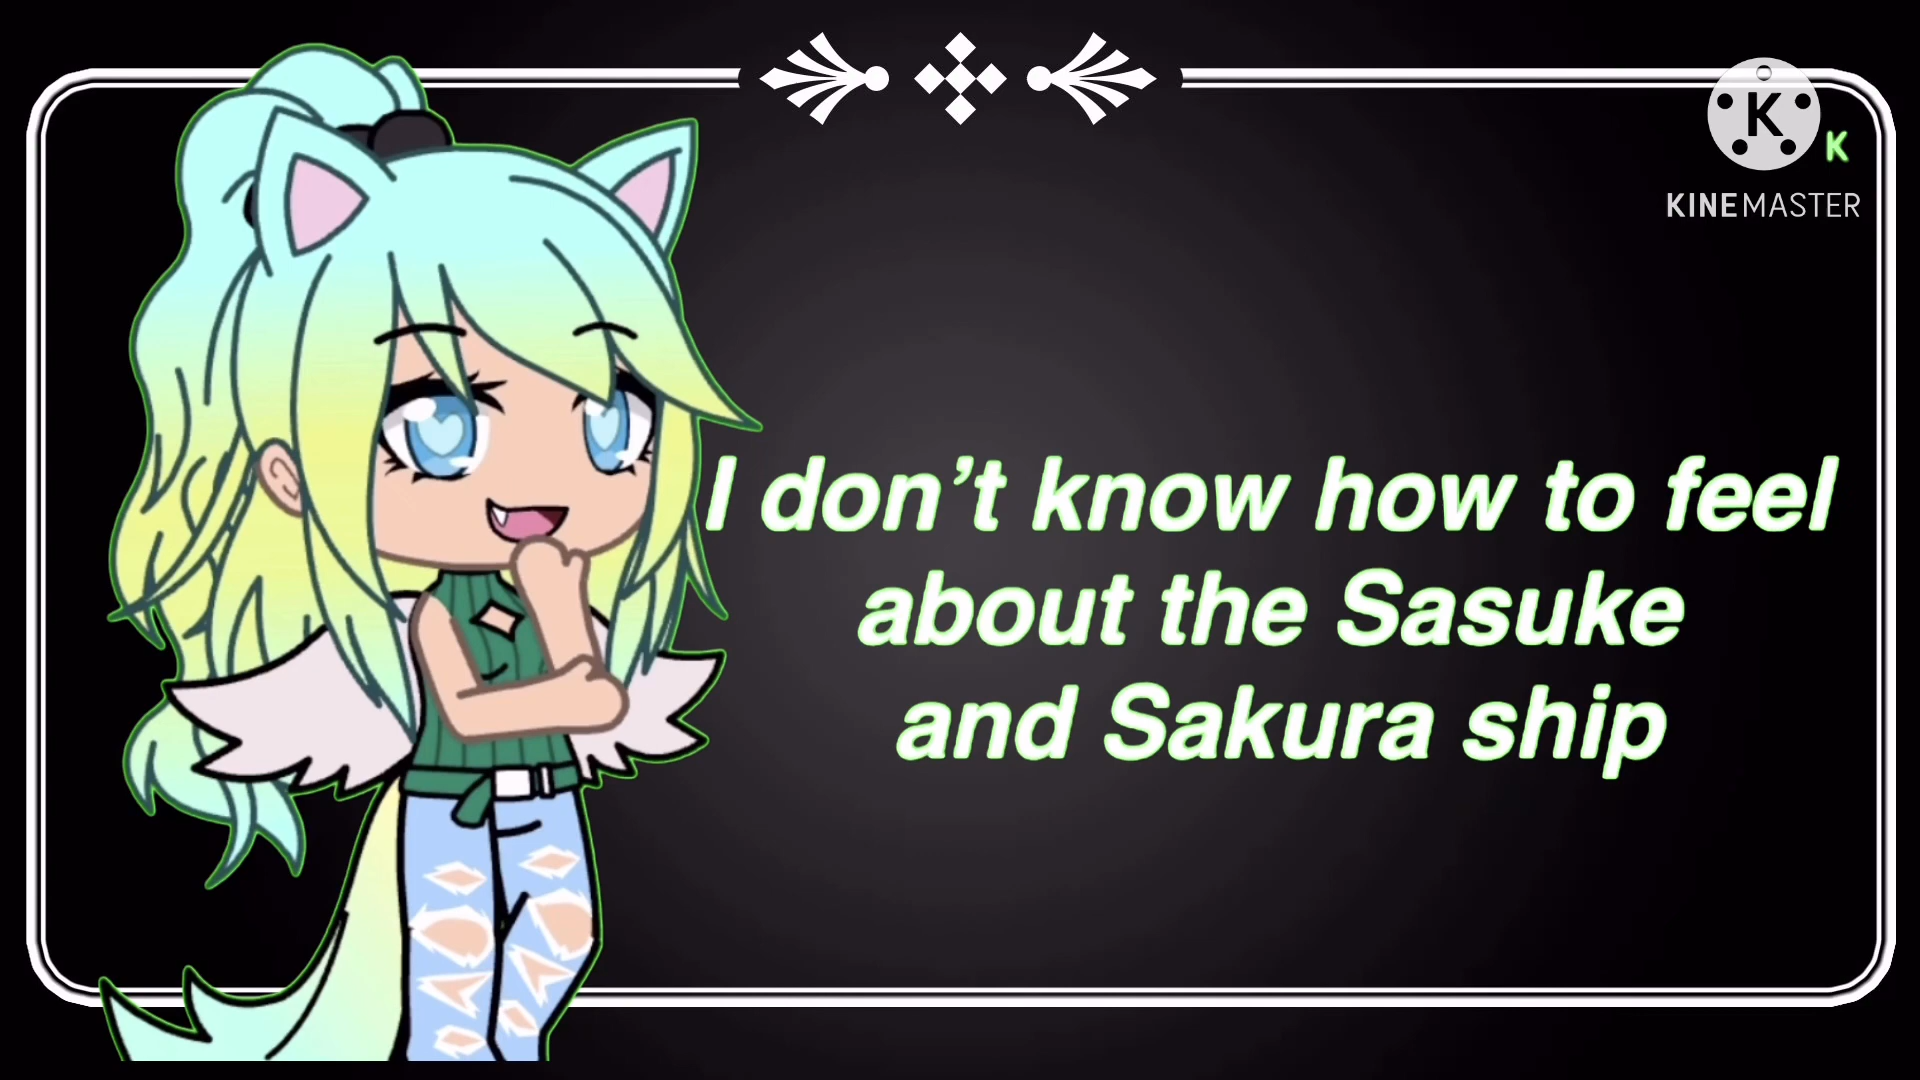 K
K
KINEMASTER
I don't know how to feel
about the Sasuke
and Sakura ship